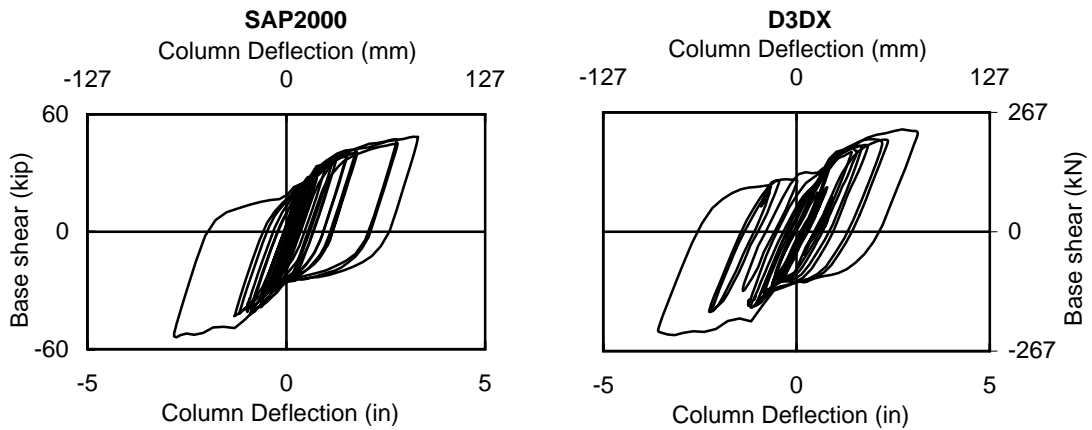 SAP2000
Column Deflection (mm)
-127 0 127
60
0
-60
Base shear (kip)
-5 0 5
Column Deflection (in)
D3DX
Column Deflection (mm)
-127 0 127
267
0
-267
Base shear (kN)
-5 0 5
Column Deflection (in)